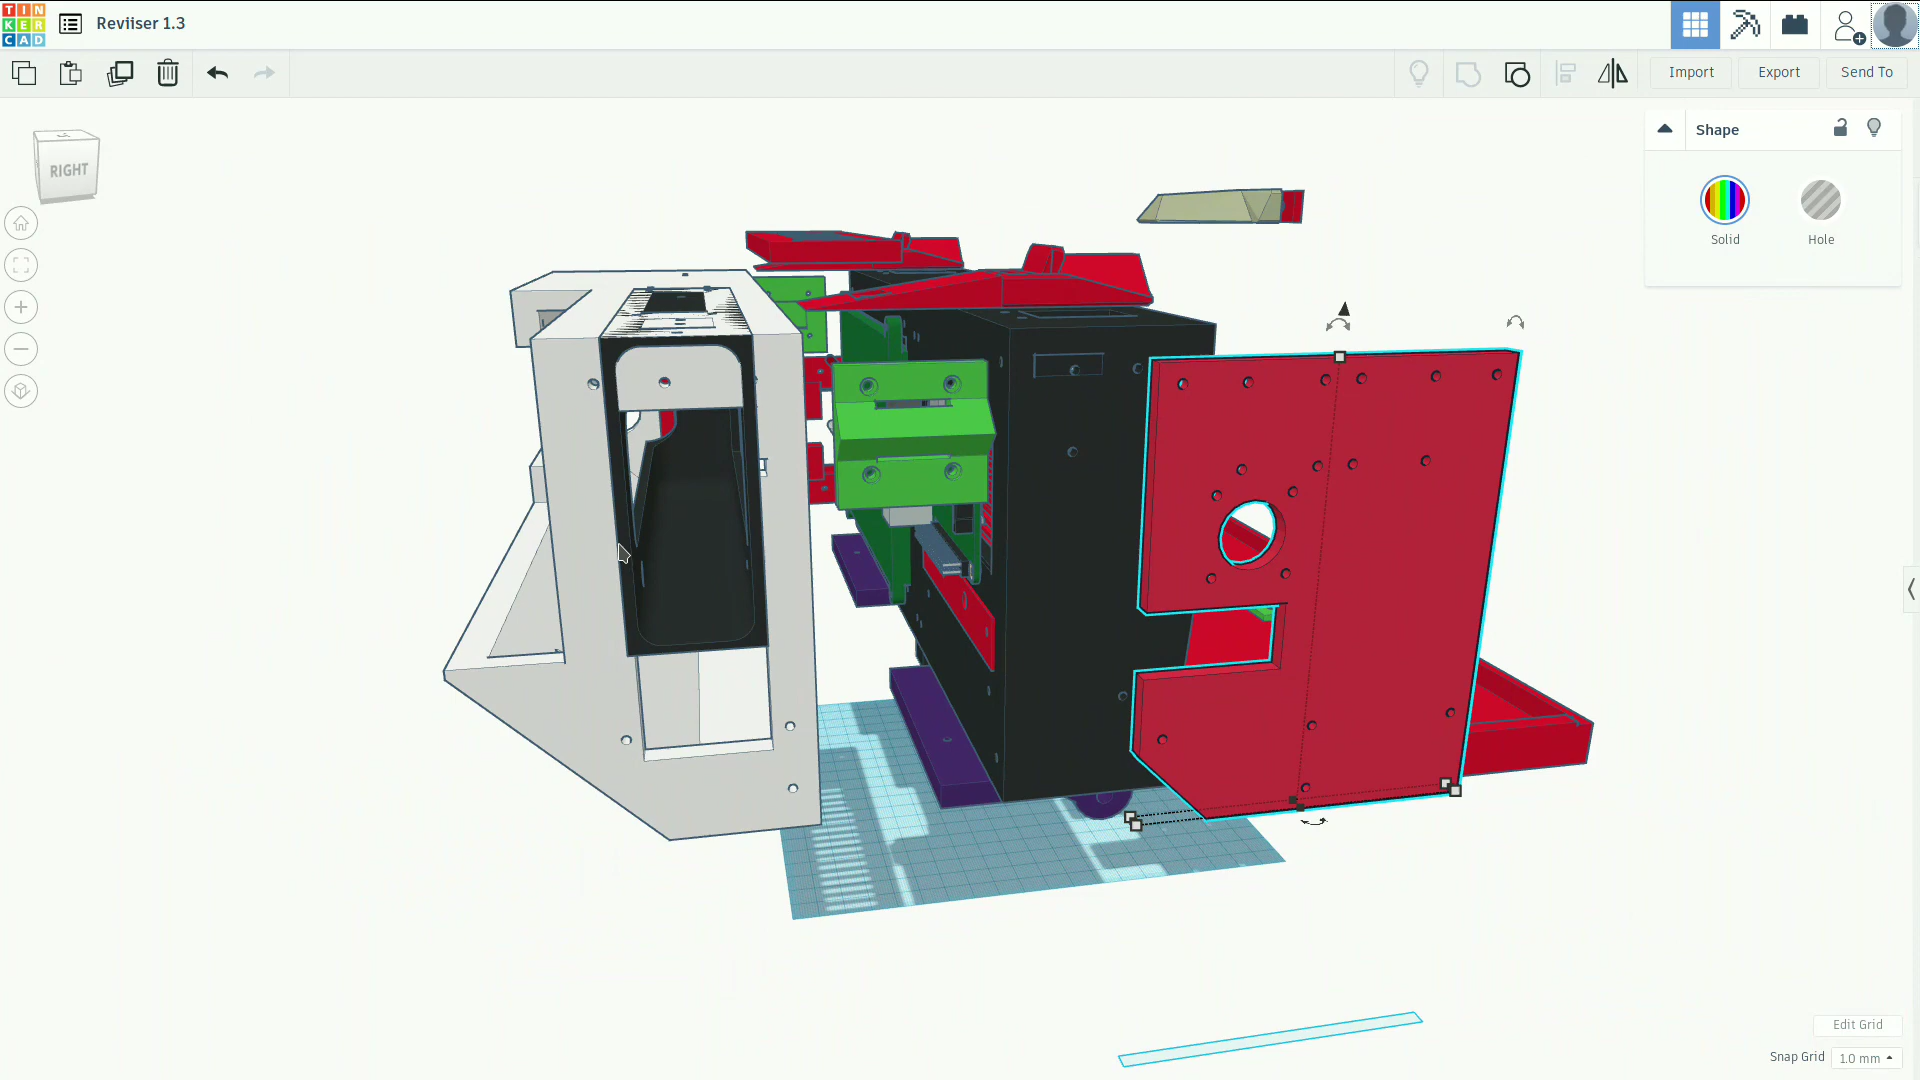 TIN
KER
CAD
Reviiser 1.3
Import
Export
Send To
RIGHT
Shape
Solid
Hole
Edit Grid
Snap Grid
1.0 mm